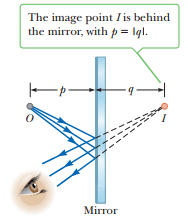 The image point I is behind
the mirror, with p = |q|.
p
q
O
I
Mirror